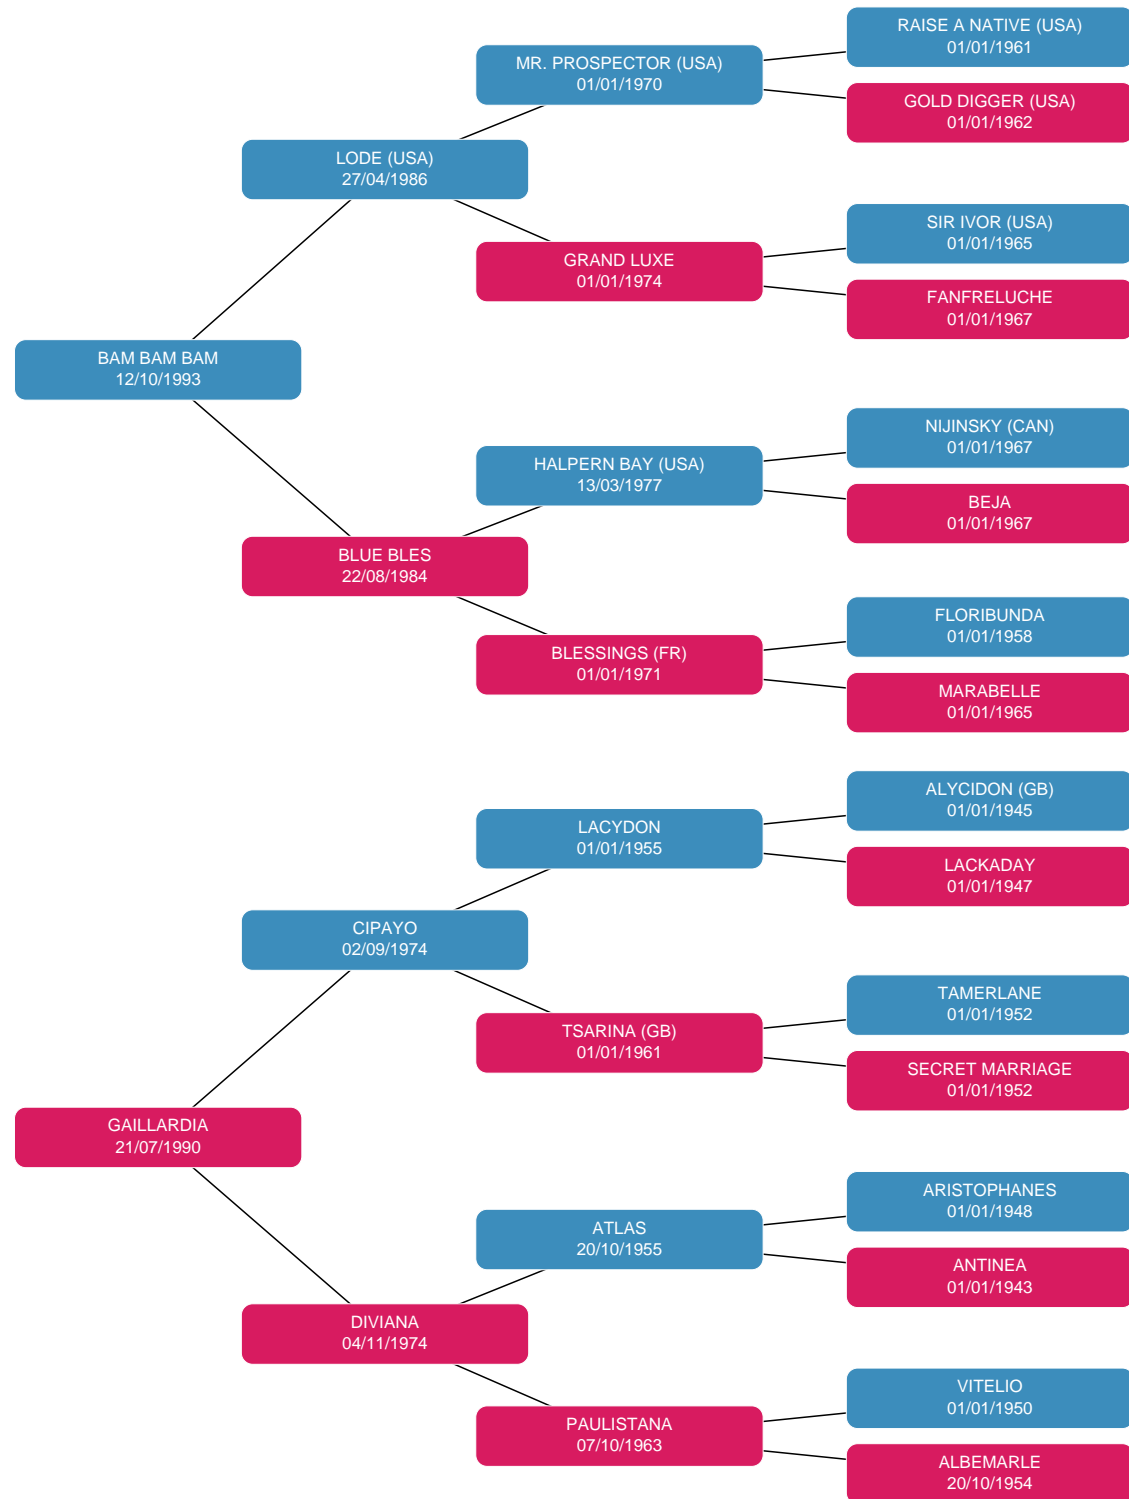 RAISE A NATIVE (USA)
01/01/1961
MR. PROSPECTOR (USA)
01/01/1970
GOLD DIGGER (USA)
01/01/1962
LODE (USA)
27/04/1986
SIR IVOR (USA)
01/01/1965
GRAND LUXE
01/01/1974
FANFRELUCHE
01/01/1967
BAM BAM BAM
12/10/1993
NIJINSKY (CAN)
01/01/1967
HALPERN BAY (USA)
13/03/1977
BEJA
01/01/1967
BLUE BLES
22/08/1984
FLORIBUNDA
01/01/1958
BLESSINGS (FR)
01/01/1971
MARABELLE
01/01/1965
ALYCIDON (GB)
01/01/1945
LACYDON
01/01/1955
LACKADAY
01/01/1947
CIPAYO
02/09/1974
TAMERLANE
01/01/1952
TSARINA (GB)
01/01/1961
SECRET MARRIAGE
01/01/1952
GAILLARDIA
21/07/1990
ARISTOPHANES
01/01/1948
ATLAS
20/10/1955
ANTINEA
01/01/1943
DIVIANA
04/11/1974
VITELIO
01/01/1950
PAULISTANA
07/10/1963
ALBEMARLE
20/10/1954